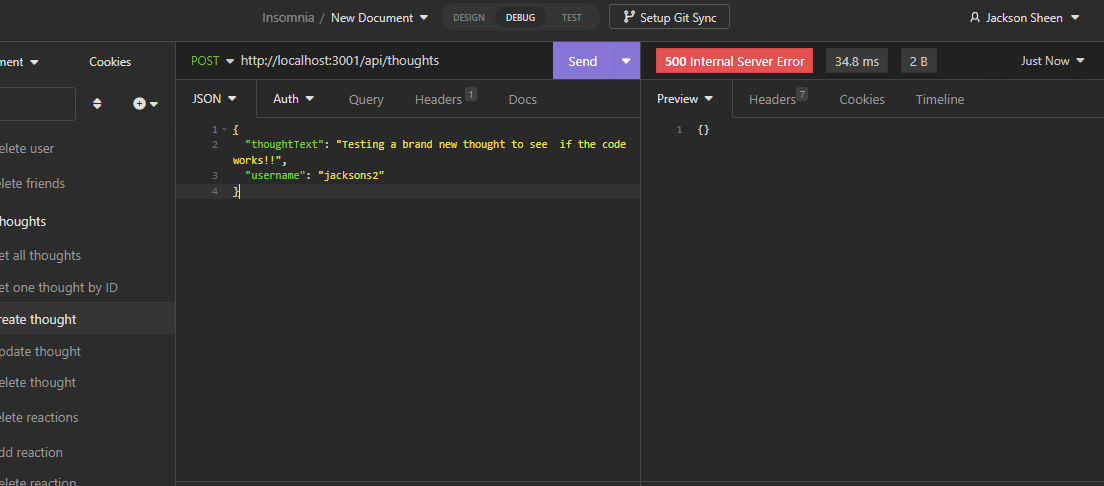 Insomnia / New Document DESIGN DEBUG TEST Setup Git Sync Jackson Sheen
ment Cookies POST http://localhost:3001/api/thoughts Send 500 Internal Server Error 34.8 ms 2 B Just Now
JSON Auth Query Headers 1 Docs Preview Headers 7 Cookies Timeline
1 { 1 {}
2 "thoughtText": "Testing a brand new thought to see  if the code
works!!",
3 "username": "jacksons2"
4 }
elete user
elete friends
houghts
et all thoughts
et one thought by ID
reate thought
pdate thought
elete thought
elete reactions
dd reaction
elete reaction